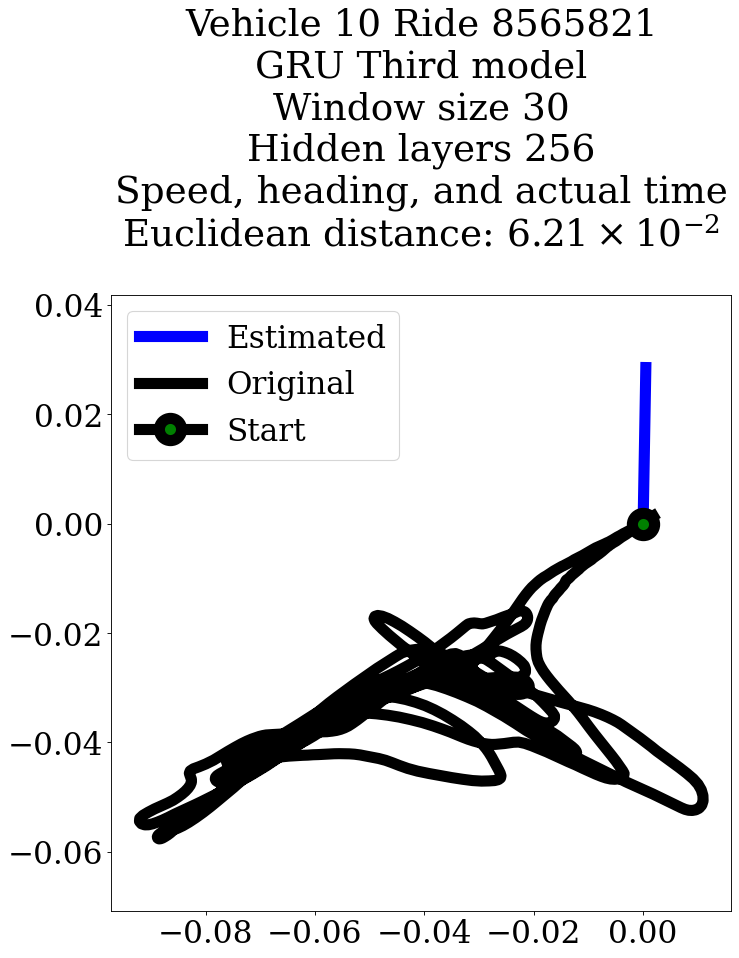 Vehicle 10 Ride 8565821
GRU Third model
Window size 30
Hidden layers 256
Speed, heading, and actual time
Euclidean distance: 6.21 × 10⁻²
Estimated
Original
Start
0.04
0.02
0.00
−0.02
−0.04
−0.06
−0.08 −0.06 −0.04 −0.02 0.00